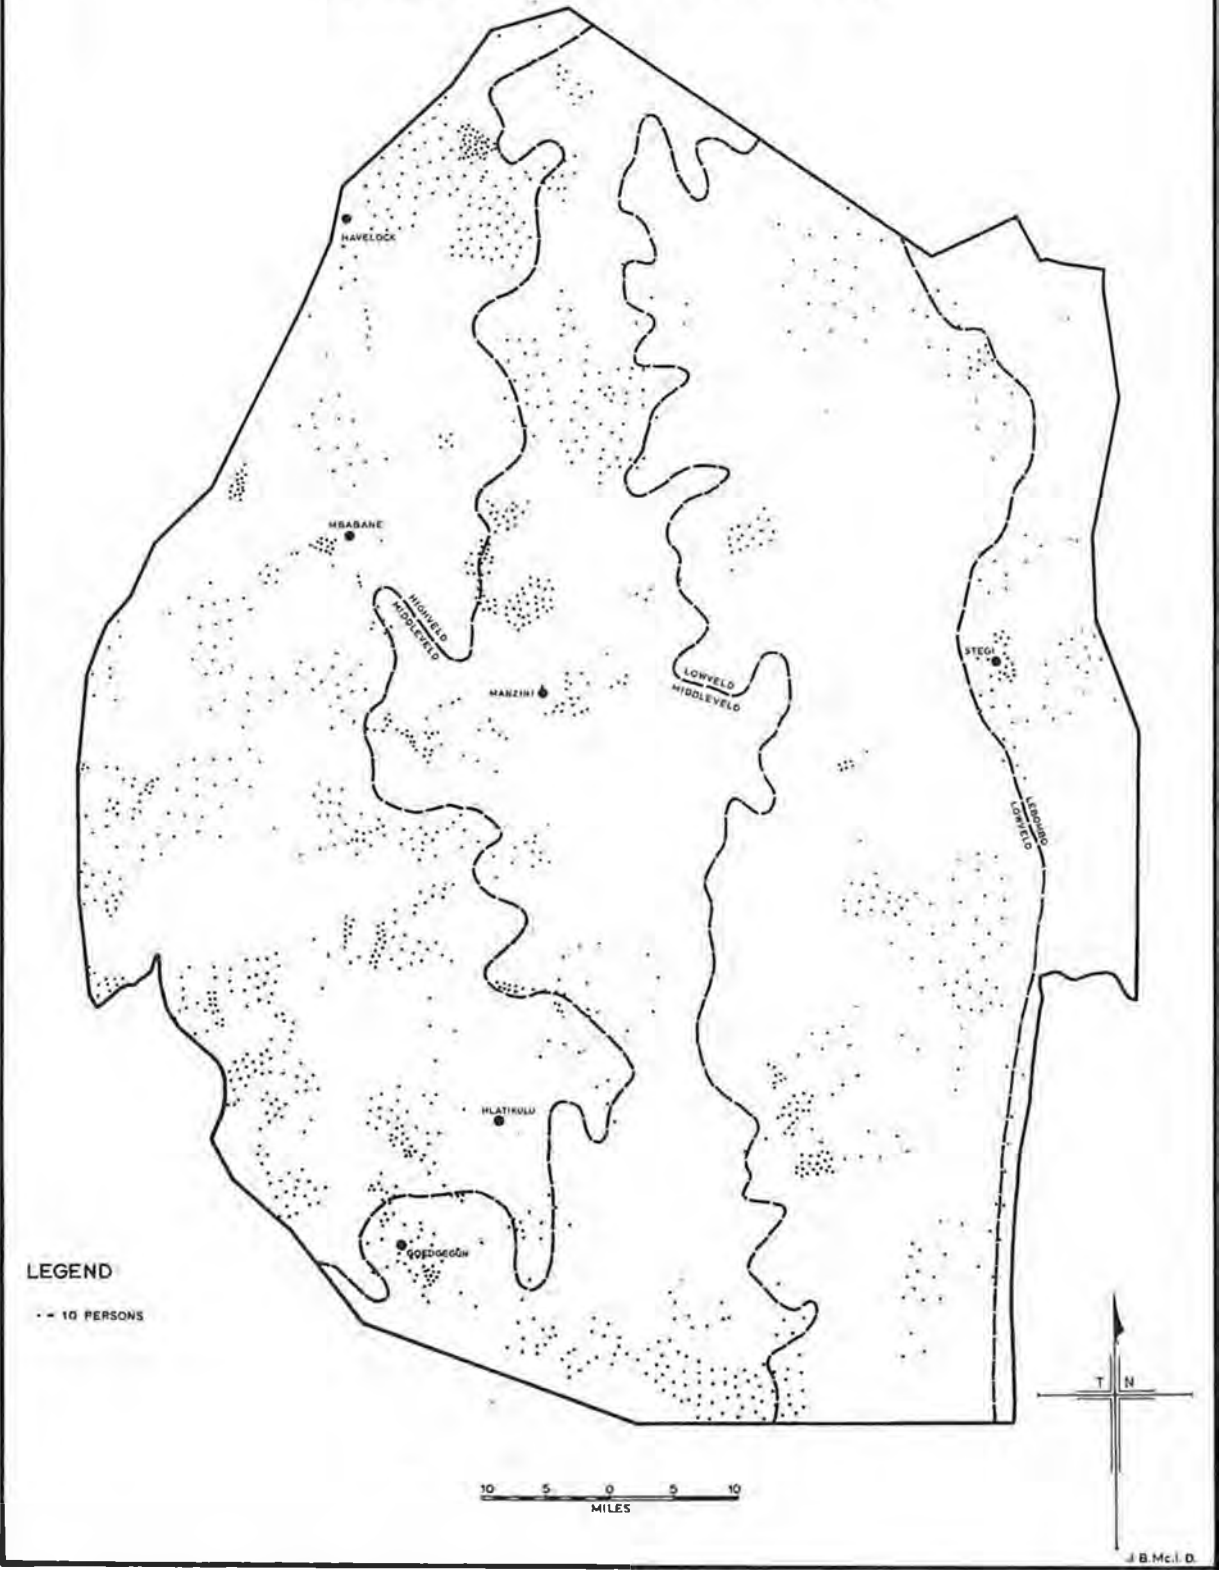 HAVELOCK
MBABANE
HIGHVELD
MIDDLEVELD
STEGI
LOWVELD
MIDDLEVELD
MANZINI
LEBOMBO
LOWVELD
HLATIKULU
GOEDGEGUN
LEGEND
· = 10 PERSONS
T N
10 5 0 5 10
MILES
J.B.Mc.I.D.